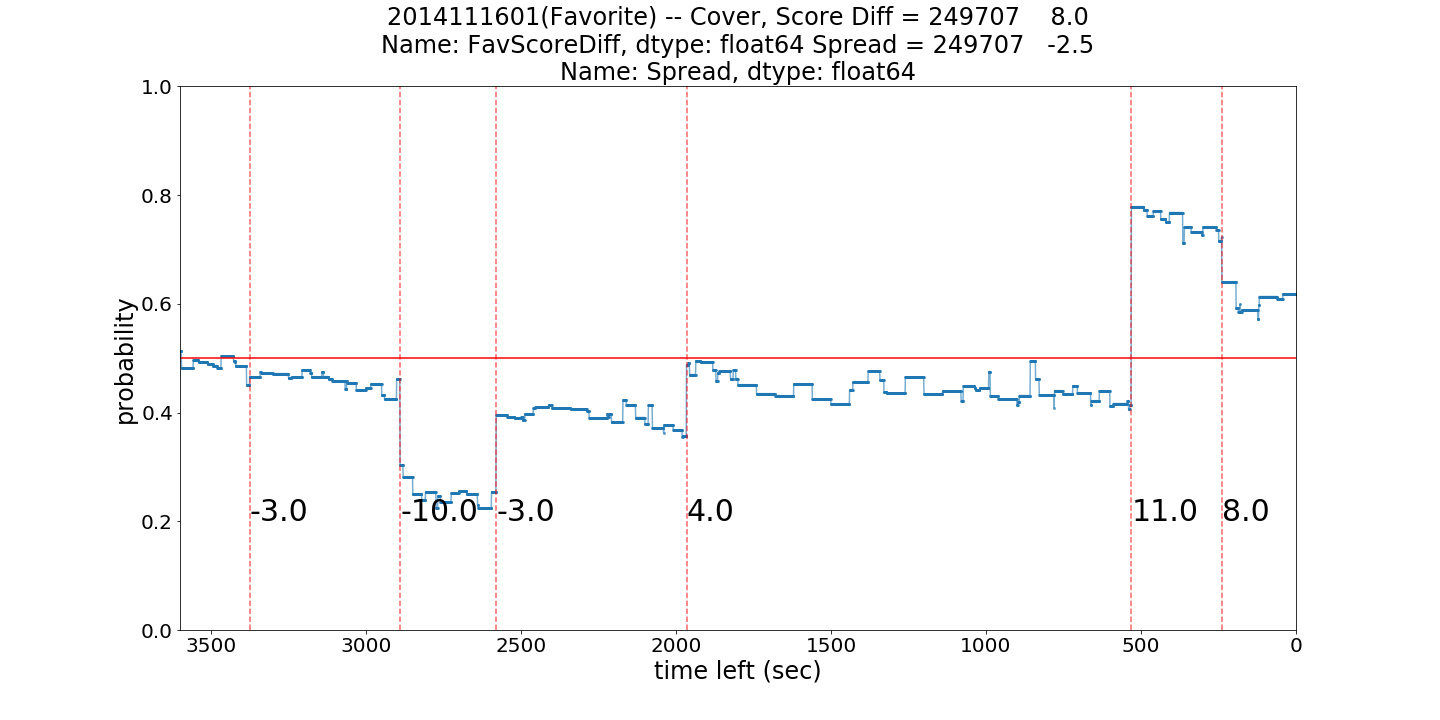 2014111601(Favorite) -- Cover, Score Diff = 249707    8.0
Name: FavScoreDiff, dtype: float64 Spread = 249707   -2.5
Name: Spread, dtype: float64
1.0
0.8
0.6
0.4
0.2
0.0
probability
-3.0
-10.0
-3.0
4.0
11.0
8.0
3500 3000 2500 2000 1500 1000 500 0
time left (sec)